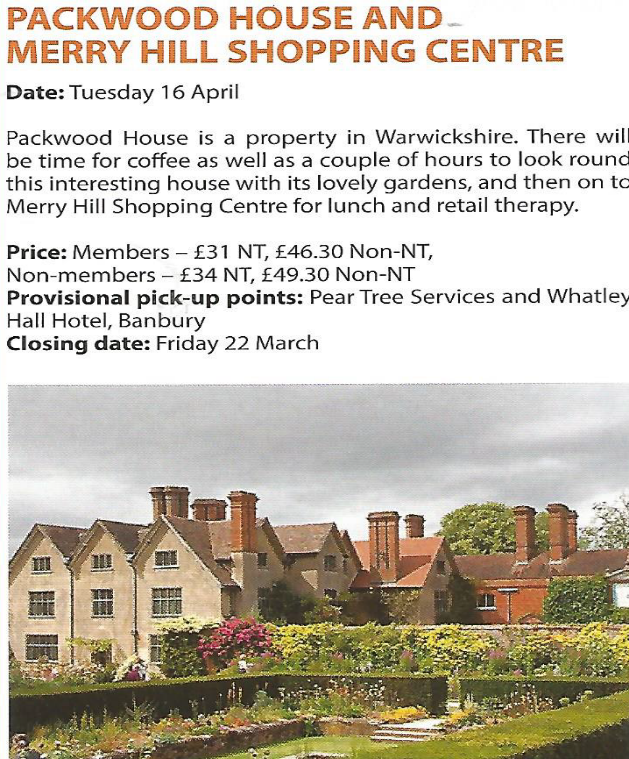 PACKWOOD HOUSE AND
MERRY HILL SHOPPING CENTRE
Date: Tuesday 16 April
Packwood House is a property in Warwickshire. There will
be time for coffee as well as a couple of hours to look round
this interesting house with its lovely gardens, and then on to
Merry Hill Shopping Centre for lunch and retail therapy.
Price: Members – £31 NT, £46.30 Non-NT,
Non-members – £34 NT, £49.30 Non-NT
Provisional pick-up points: Pear Tree Services and Whatley
Hall Hotel, Banbury
Closing date: Friday 22 March